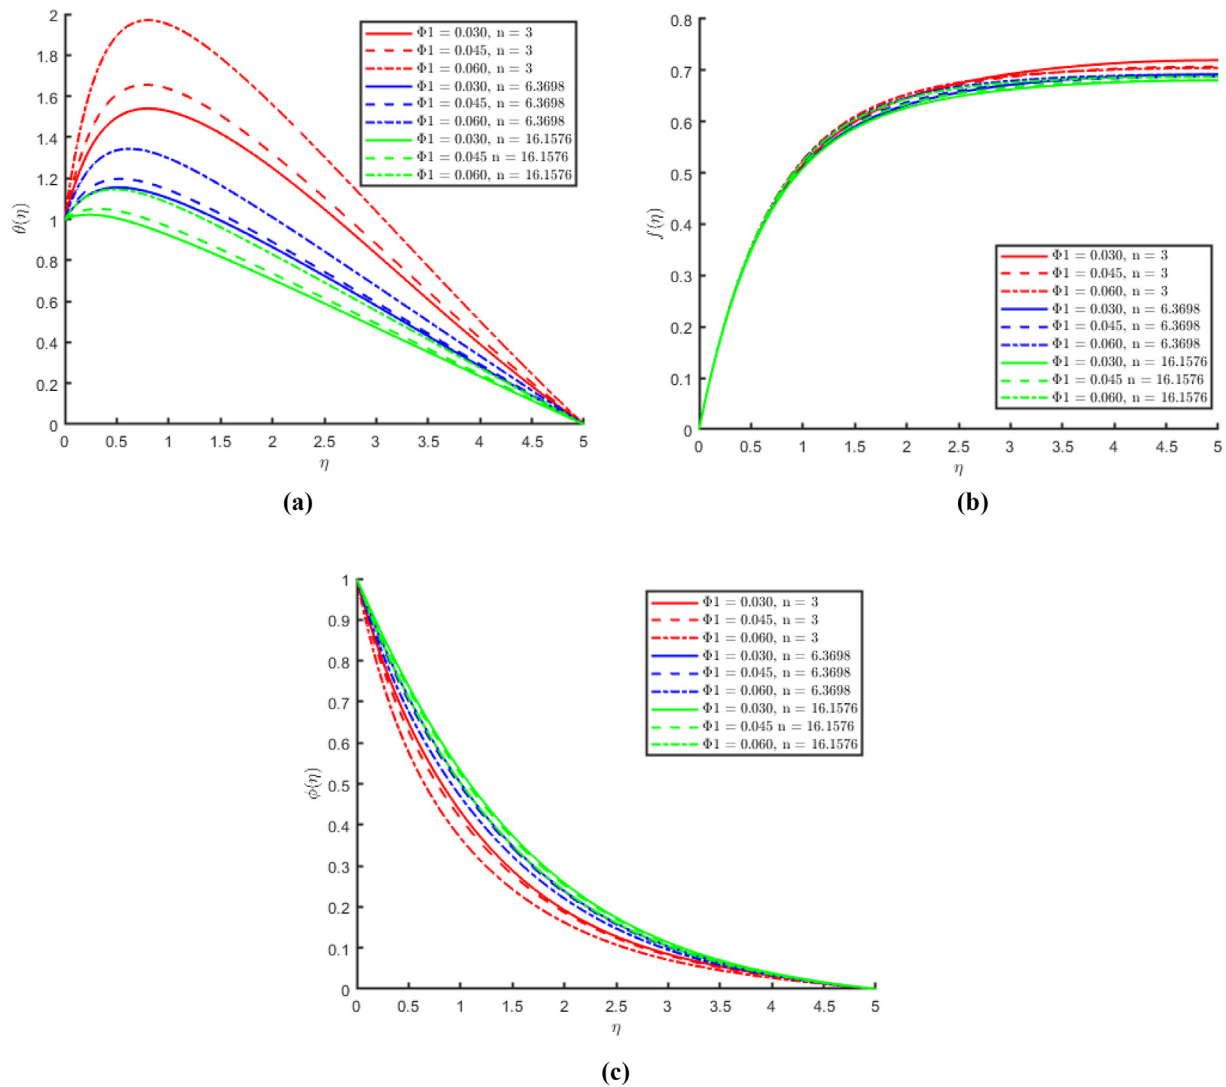 2
1.8
1.6
1.4
1.2
1
0.8
0.6
0.4
0.2
0
θ(η)
0 0.5 1 1.5 2 2.5 3 3.5 4 4.5 5
η
Φ1 = 0.030, n = 3
Φ1 = 0.045, n = 3
Φ1 = 0.060, n = 3
Φ1 = 0.030, n = 6.3698
Φ1 = 0.045, n = 6.3698
Φ1 = 0.060, n = 6.3698
Φ1 = 0.030, n = 16.1576
Φ1 = 0.045 n = 16.1576
Φ1 = 0.060, n = 16.1576
(a)
0.8
0.7
0.6
0.5
0.4
0.3
0.2
0.1
0
f(η)
0 0.5 1 1.5 2 2.5 3 3.5 4 4.5 5
η
Φ1 = 0.030, n = 3
Φ1 = 0.045, n = 3
Φ1 = 0.060, n = 3
Φ1 = 0.030, n = 6.3698
Φ1 = 0.045, n = 6.3698
Φ1 = 0.060, n = 6.3698
Φ1 = 0.030, n = 16.1576
Φ1 = 0.045 n = 16.1576
Φ1 = 0.060, n = 16.1576
(b)
1
0.9
0.8
0.7
0.6
0.5
0.4
0.3
0.2
0.1
0
ϕ(η)
0 0.5 1 1.5 2 2.5 3 3.5 4 4.5 5
η
Φ1 = 0.030, n = 3
Φ1 = 0.045, n = 3
Φ1 = 0.060, n = 3
Φ1 = 0.030, n = 6.3698
Φ1 = 0.045, n = 6.3698
Φ1 = 0.060, n = 6.3698
Φ1 = 0.030, n = 16.1576
Φ1 = 0.045 n = 16.1576
Φ1 = 0.060, n = 16.1576
(c)